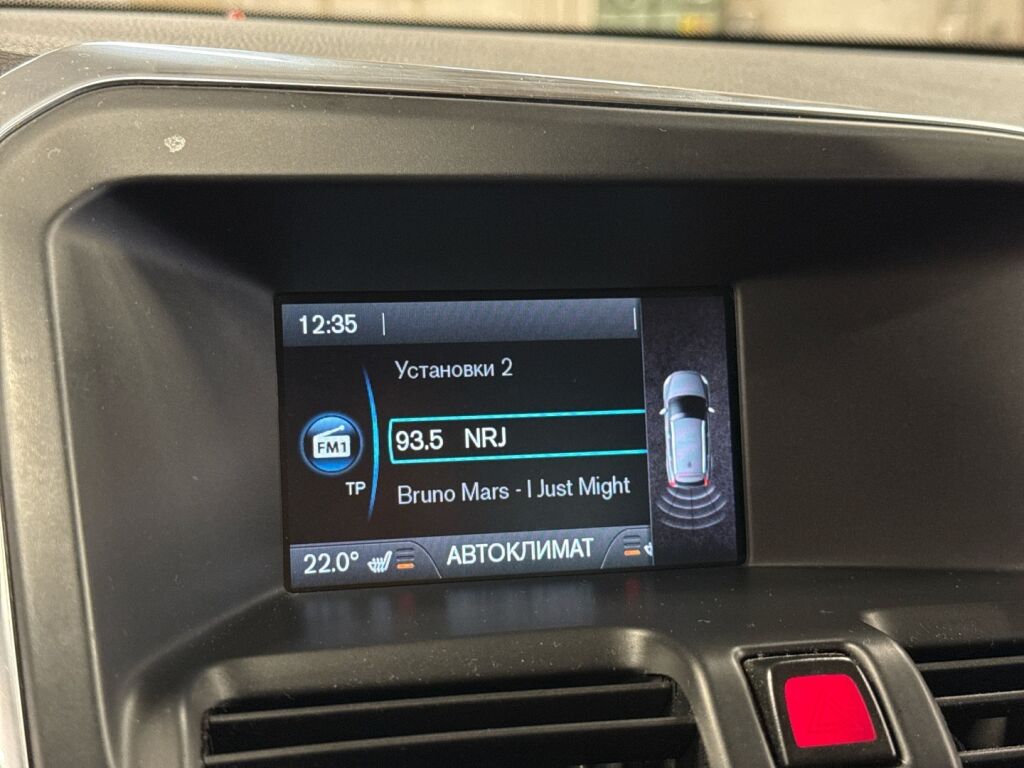 12:35
Установки 2
FM1
93.5 NRJ
TP
Bruno Mars - I Just Might
22.0° АВТОКЛИМАТ